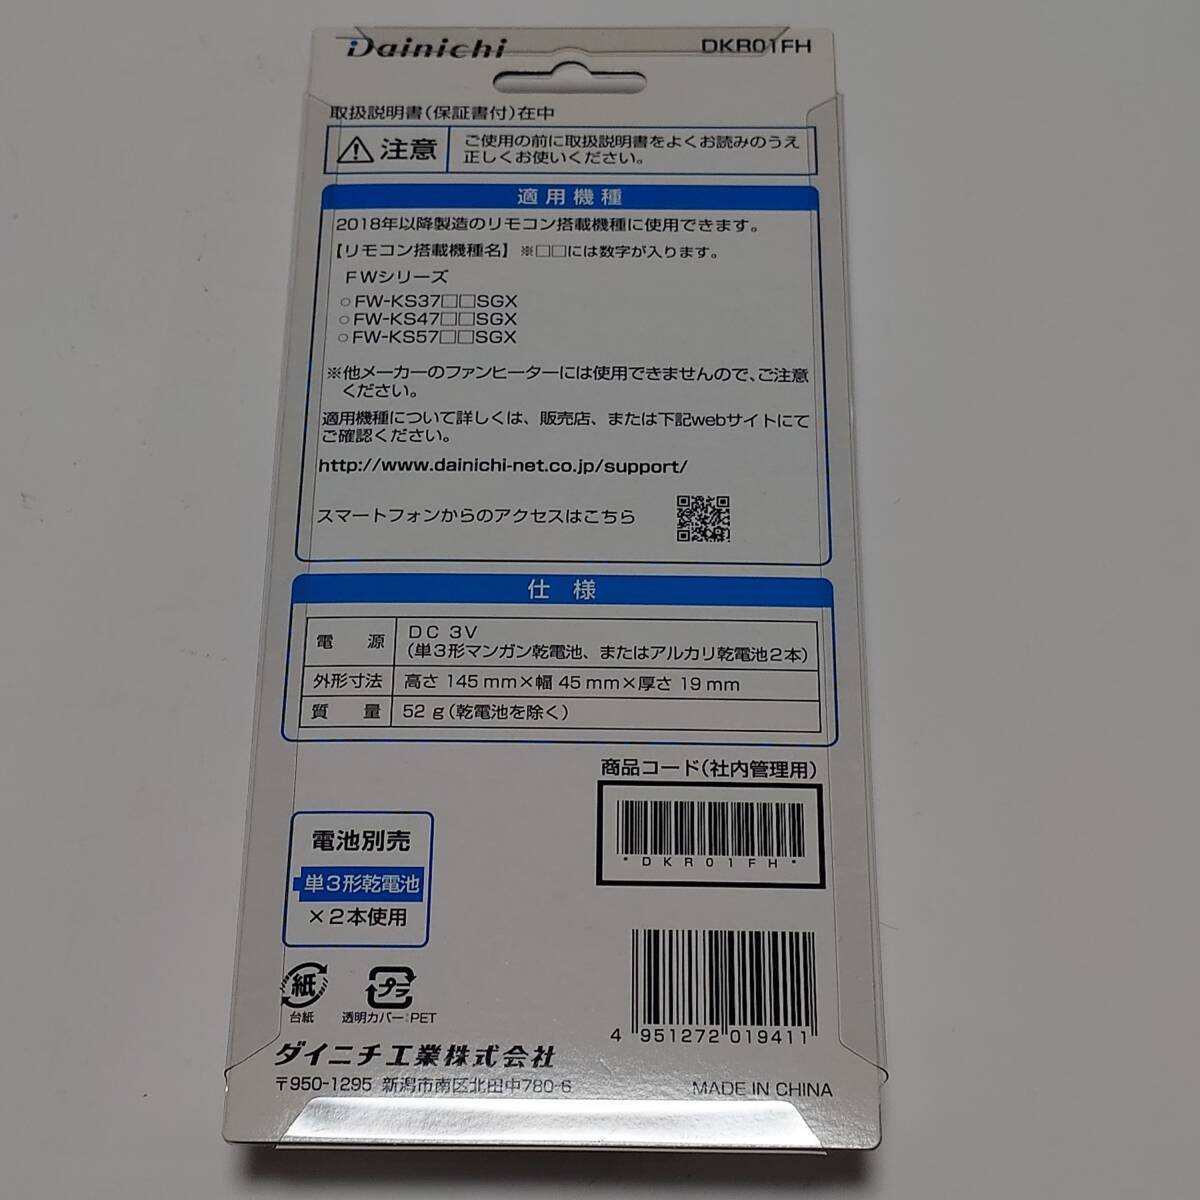 Dainichi
DKR01FH
取扱説明書(保証書付)在中
注意
ご使用の前に取扱説明書をよくお読みのうえ
正しくお使いください。
適用機種
2018年以降製造のリモコン搭載機種に使用できます。
【リモコン搭載機種名】※□□には数字が入ります。
FWシリーズ
○FW-KS37□□SGX
○FW-KS47□□SGX
○FW-KS57□□SGX
※他メーカーのファンヒーターには使用できませんので、ご注意
ください。
適用機種について詳しくは、販売店、または下記webサイトにて
ご確認ください。
http://www.dainichi-net.co.jp/support/
スマートフォンからのアクセスはこちら
仕様
電源 DC 3V
(単3形マンガン乾電池、またはアルカリ乾電池2本)
外形寸法 高さ 145 mm×幅 45 mm×厚さ 19 mm
質量 52 g(乾電池を除く)
商品コード(社内管理用)
*DKR01FH*
電池別売
単3形乾電池
×2本使用
紙
台紙
プラ
透明カバー:PET
4 951272 019411
ダイニチ工業株式会社
〒950-1295 新潟市南区北田中780-6
MADE IN CHINA